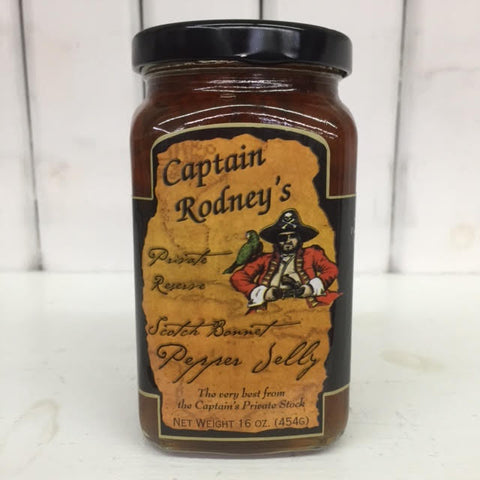 Captain
Rodney's
Private
Reserve
Scotch Bonnet
Pepper Jelly
The very best from
the Captain's Private Stock
NET WEIGHT 16 OZ. (454G)